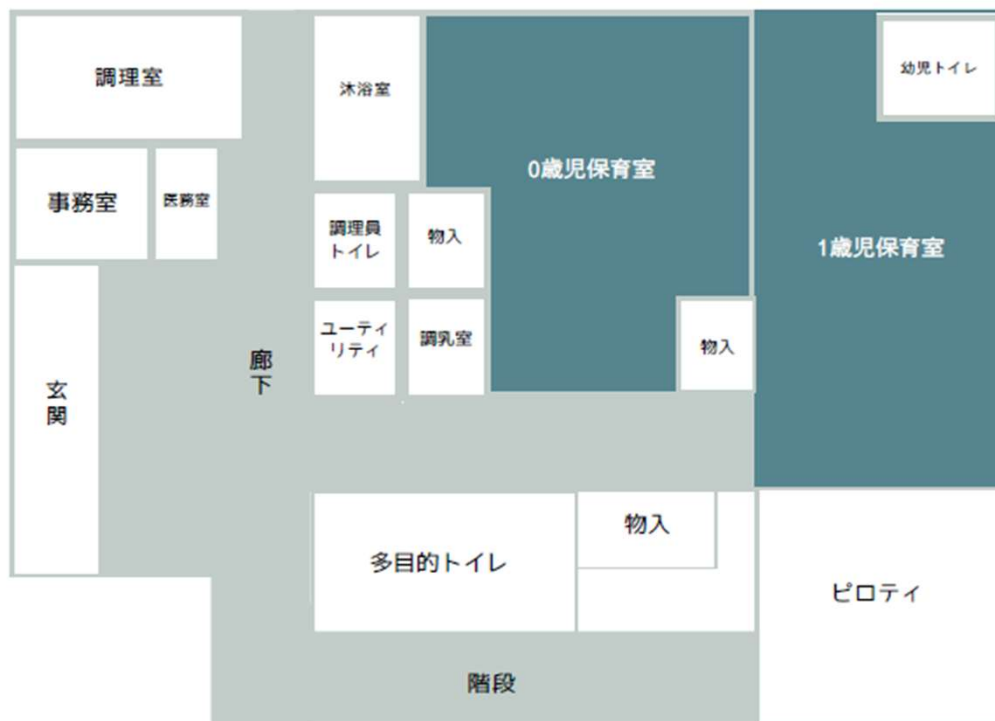 調理室
沐浴室
幼児トイレ
0歳児保育室
事務室
医務室
調理員
トイレ
物入
1歳児保育室
ユーティ
リティ
調乳室
物入
廊
下
玄
関
多目的トイレ
物入
ピロティ
階段